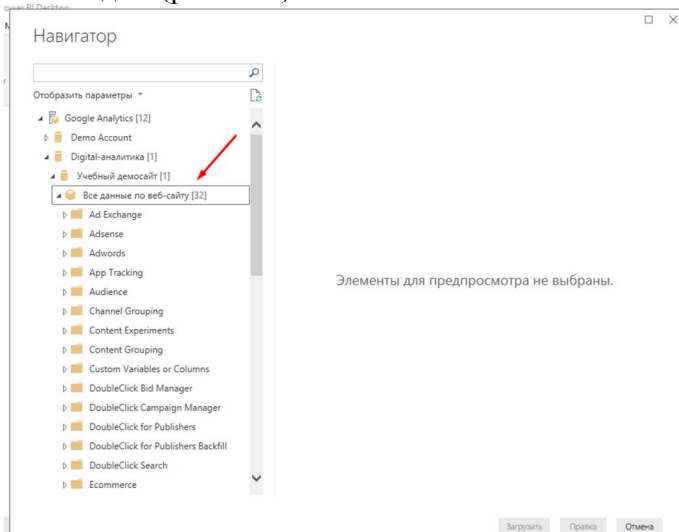 ower BI Desktop
Навигатор
Отобразить параметры
Google Analytics [12]
Demo Account
Digital-аналитика [1]
Учебный демосайт [1]
Все данные по веб-сайту [32]
Ad Exchange
Adsense
Adwords
App Tracking
Audience
Channel Grouping
Content Experiments
Content Grouping
Custom Variables or Columns
DoubleClick Bid Manager
DoubleClick Campaign Manager
DoubleClick for Publishers
DoubleClick for Publishers Backfill
DoubleClick Search
Ecommerce
Элементы для предпросмотра не выбраны.
Загрузить Правка Отмена